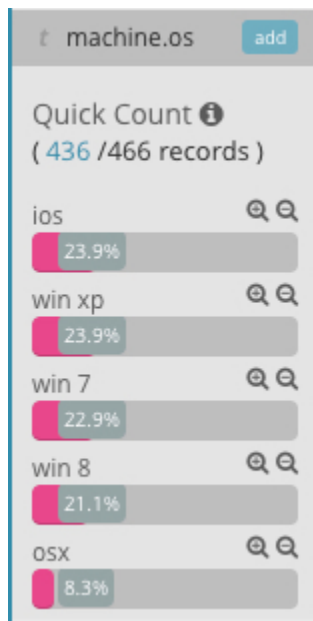 t machine.os add
Quick Count
( 436 /466 records )
ios
23.9%
win xp
23.9%
win 7
22.9%
win 8
21.1%
osx
8.3%